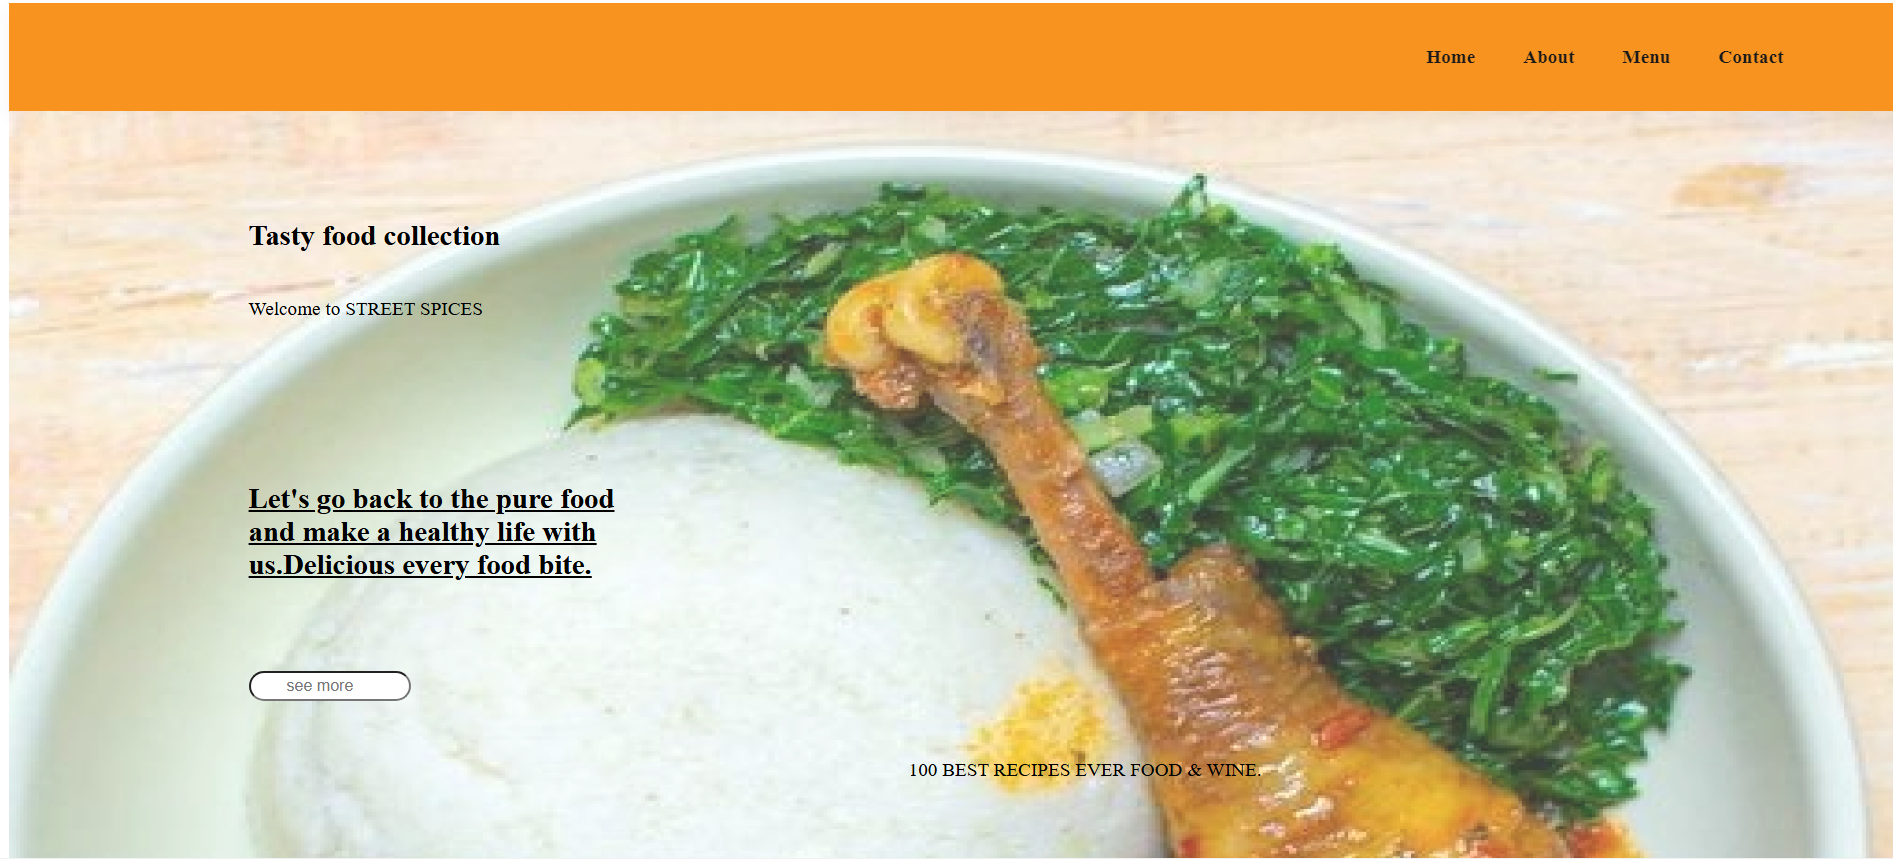 Home About Menu Contact
Tasty food collection
Welcome to STREET SPICES
Let's go back to the pure food
and make a healthy life with
us.Delicious every food bite.
see more
100 BEST RECIPES EVER FOOD & WINE.